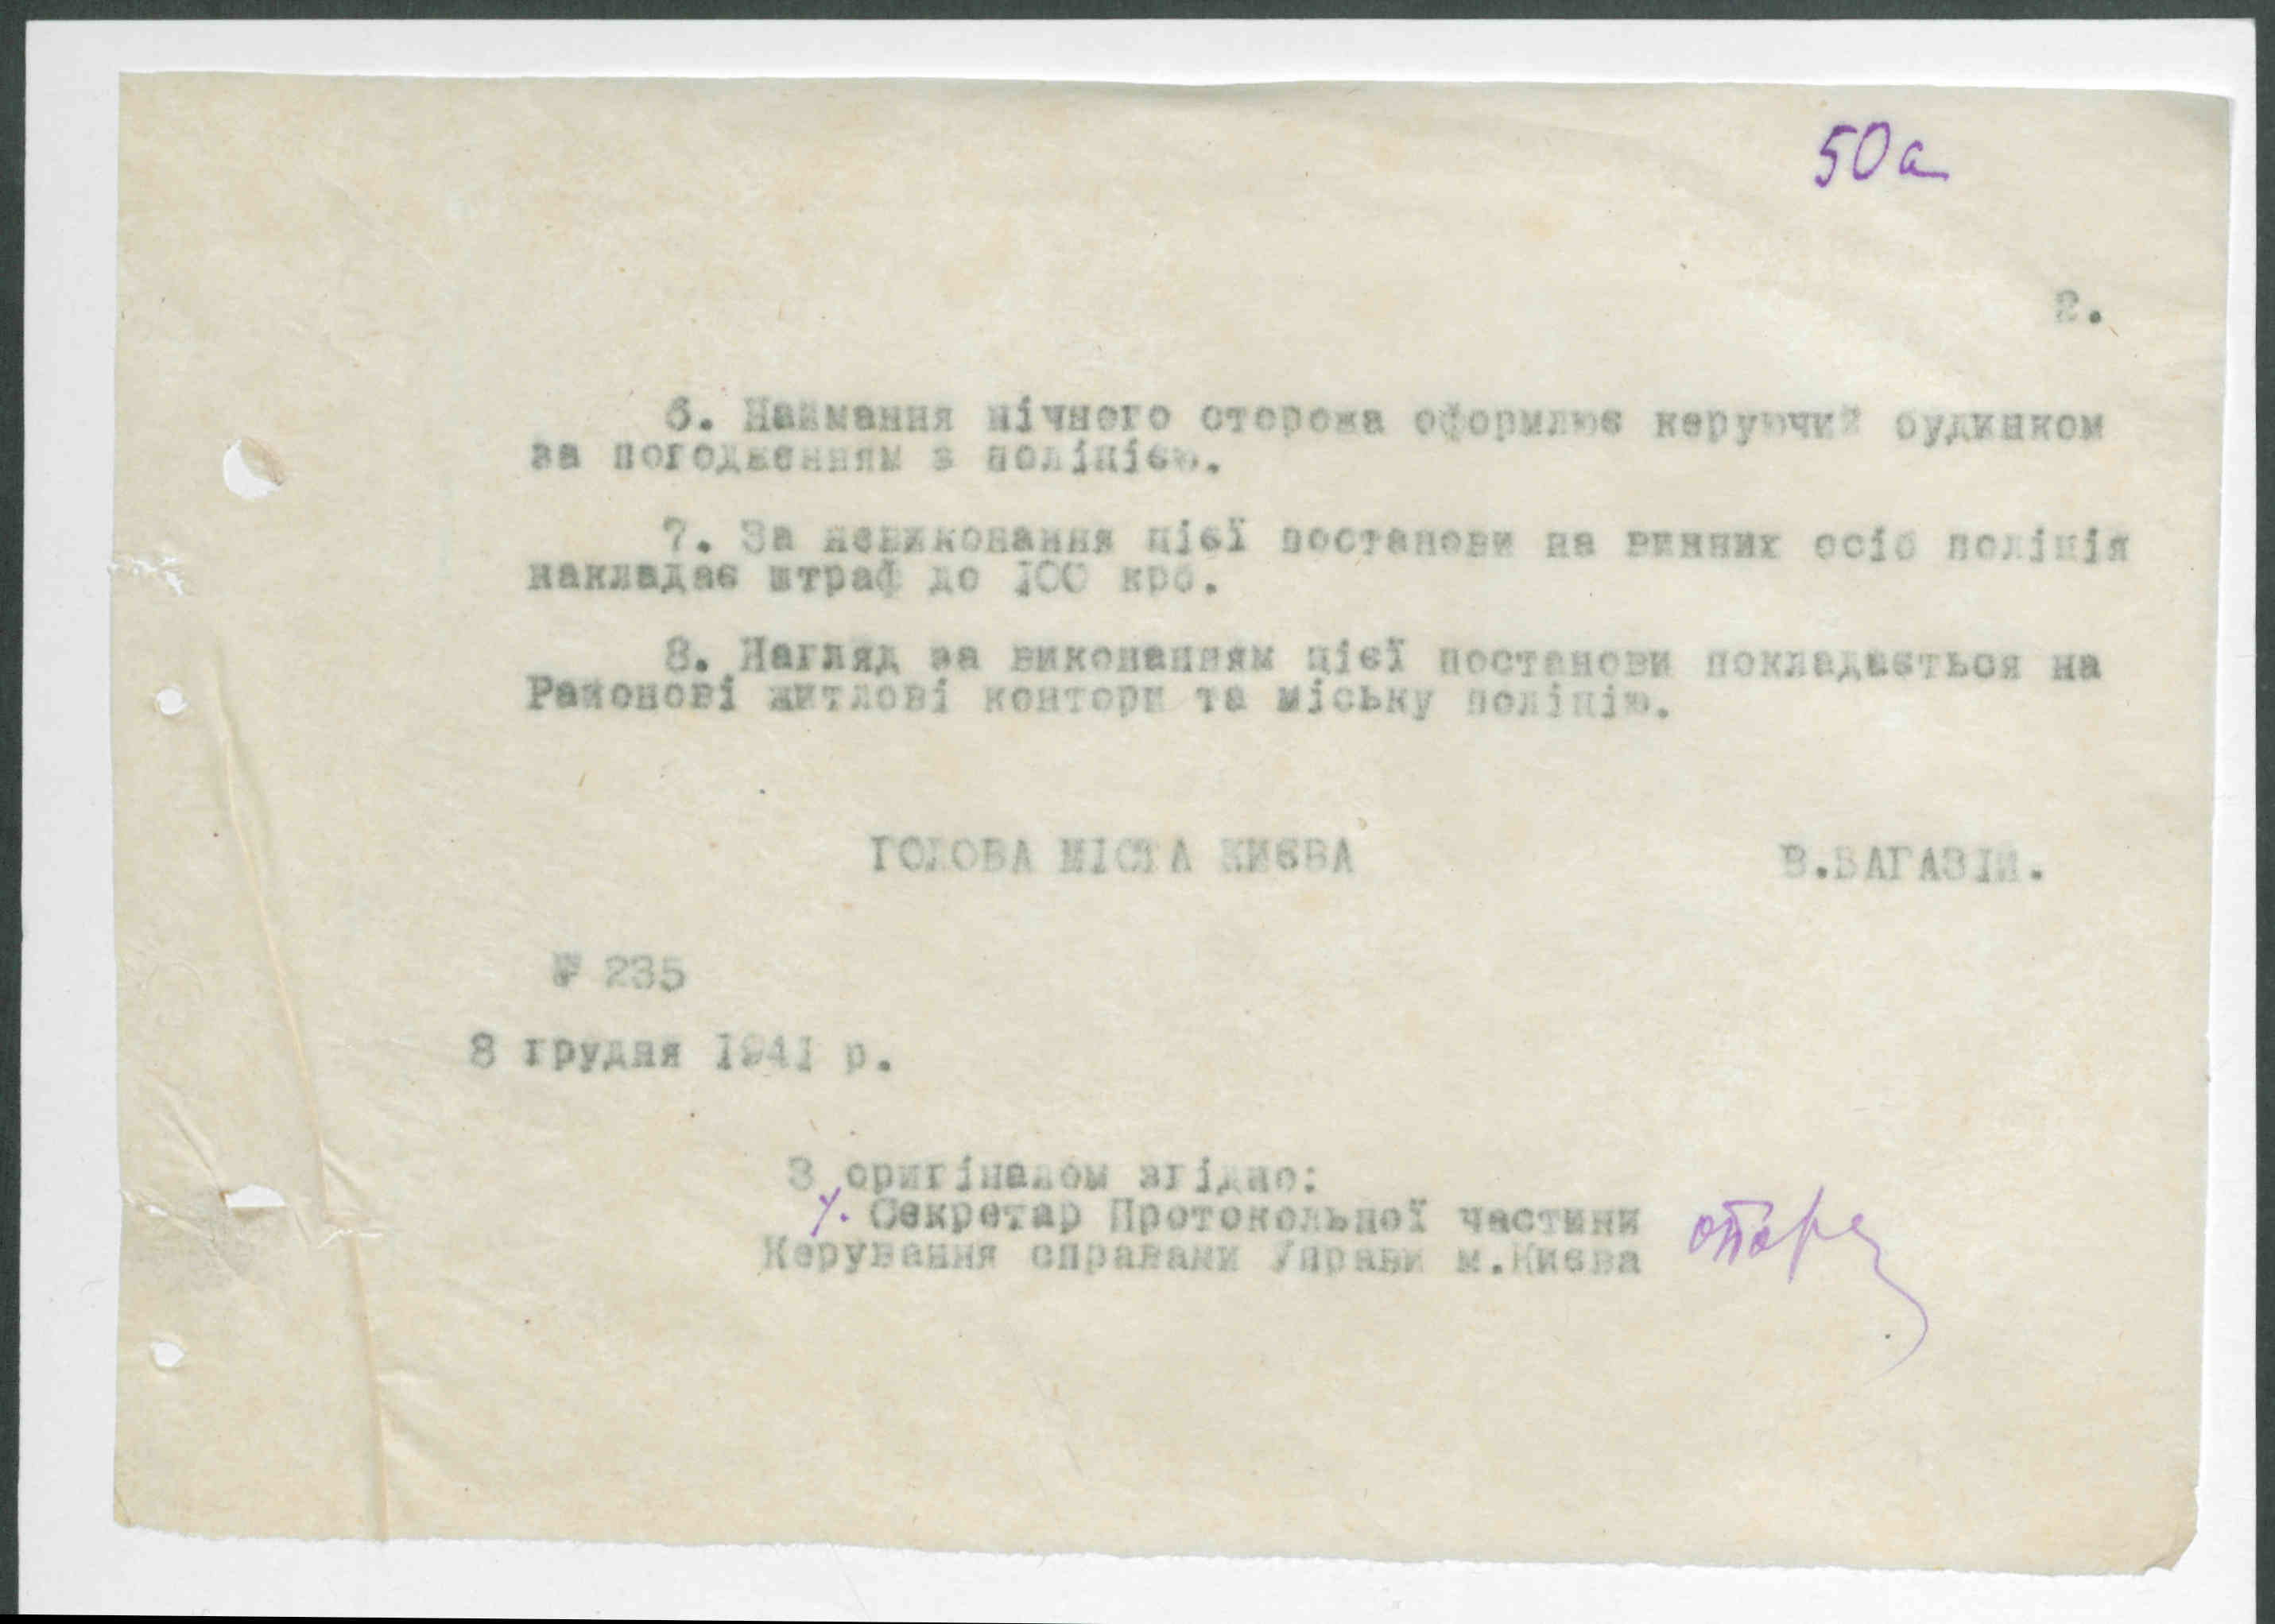 50а
2.
6. Наймання нічного сторожа оформлює керуючий будинком
за погодженням з поліцією.
7. За невиконання цієї постанови на винних осіб поліція
накладає штраф до 100 крб.
8. Нагляд за виконанням цієї постанови покладається на
Районові житлові контори та міську поліцію.
ГОЛОВА МІСТА КИЄВА В.БАГАЗІЙ.
№ 235
8 грудня 1941 р.
З оригіналом згідно:
Секретар Протокольної частини
Керування справами Управи м.Києва